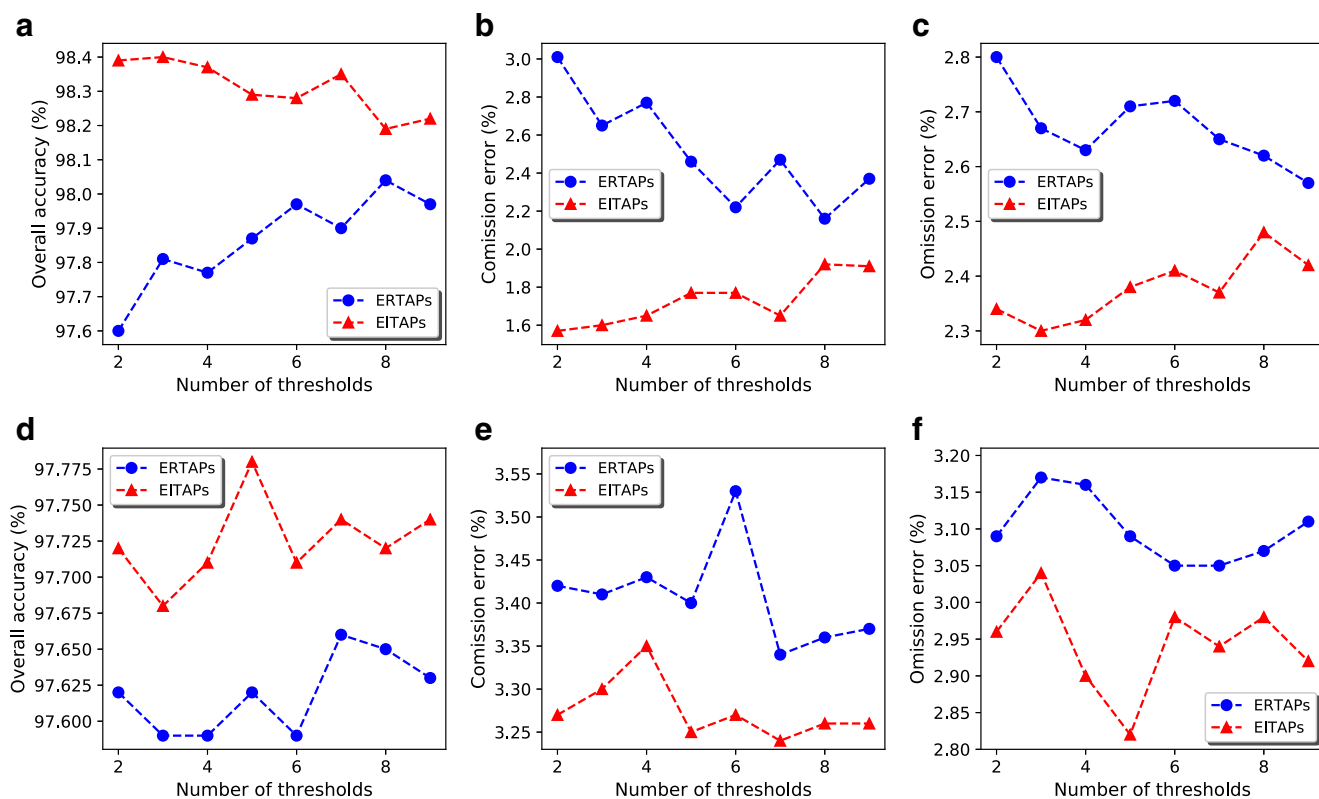 a
98.4
98.3
98.2
98.1
98.0
97.9
97.8
97.7
97.6
Overall accuracy (%)
ERTAPs
EITAPs
2 4 6 8
Number of thresholds
b
3.0
2.8
2.6
2.4
2.2
2.0
1.8
1.6
Comission error (%)
ERTAPs
EITAPs
2 4 6 8
Number of thresholds
c
2.8
2.7
2.6
2.5
2.4
2.3
Omission error (%)
ERTAPs
EITAPs
2 4 6 8
Number of thresholds
d
97.775
97.750
97.725
97.700
97.675
97.650
97.625
97.600
Overall accuracy (%)
ERTAPs
EITAPs
2 4 6 8
Number of thresholds
e
3.55
3.50
3.45
3.40
3.35
3.30
3.25
Comission error (%)
ERTAPs
EITAPs
2 4 6 8
Number of thresholds
f
3.20
3.15
3.10
3.05
3.00
2.95
2.90
2.85
2.80
Omission error (%)
ERTAPs
EITAPs
2 4 6 8
Number of thresholds